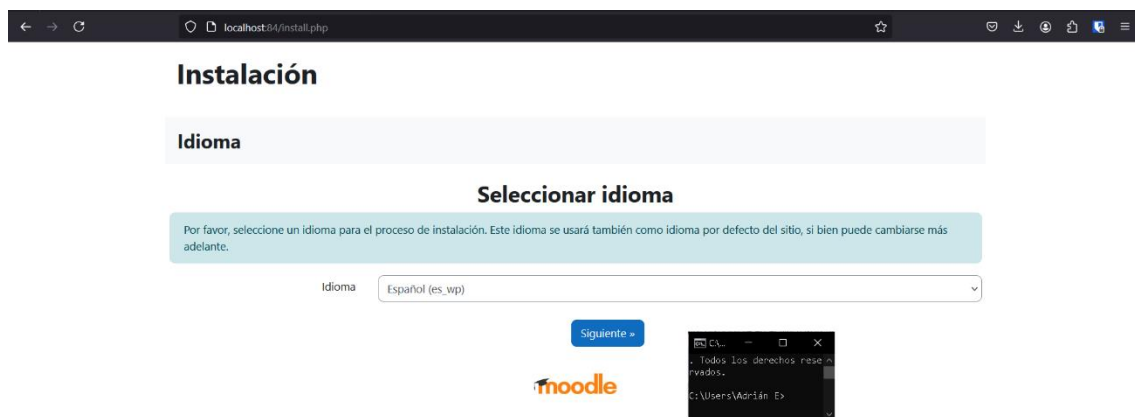 localhost:84/install.php
Instalación
Idioma
Seleccionar idioma
Por favor, seleccione un idioma para el proceso de instalación. Este idioma se usará también como idioma por defecto del sitio, si bien puede cambiarse más
adelante.
Idioma
Español (es_wp)
Siguiente »
moodle
C:\...
. Todos los derechos rese
rvados.
C:\Users\Adrián E>